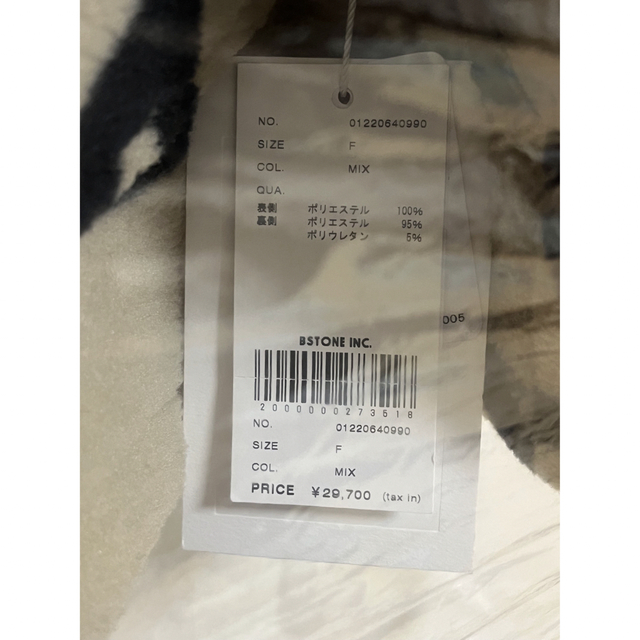 NO. 01220640990
SIZE F
COL. MIX
QUA.
表側 ポリエステル 100%
裏側 ポリエステル 95%
ポリウレタン 5%
005
BSTONE INC.
2000000273518
NO. 01220640990
SIZE F
COL. MIX
PRICE ¥29,700 (tax in)